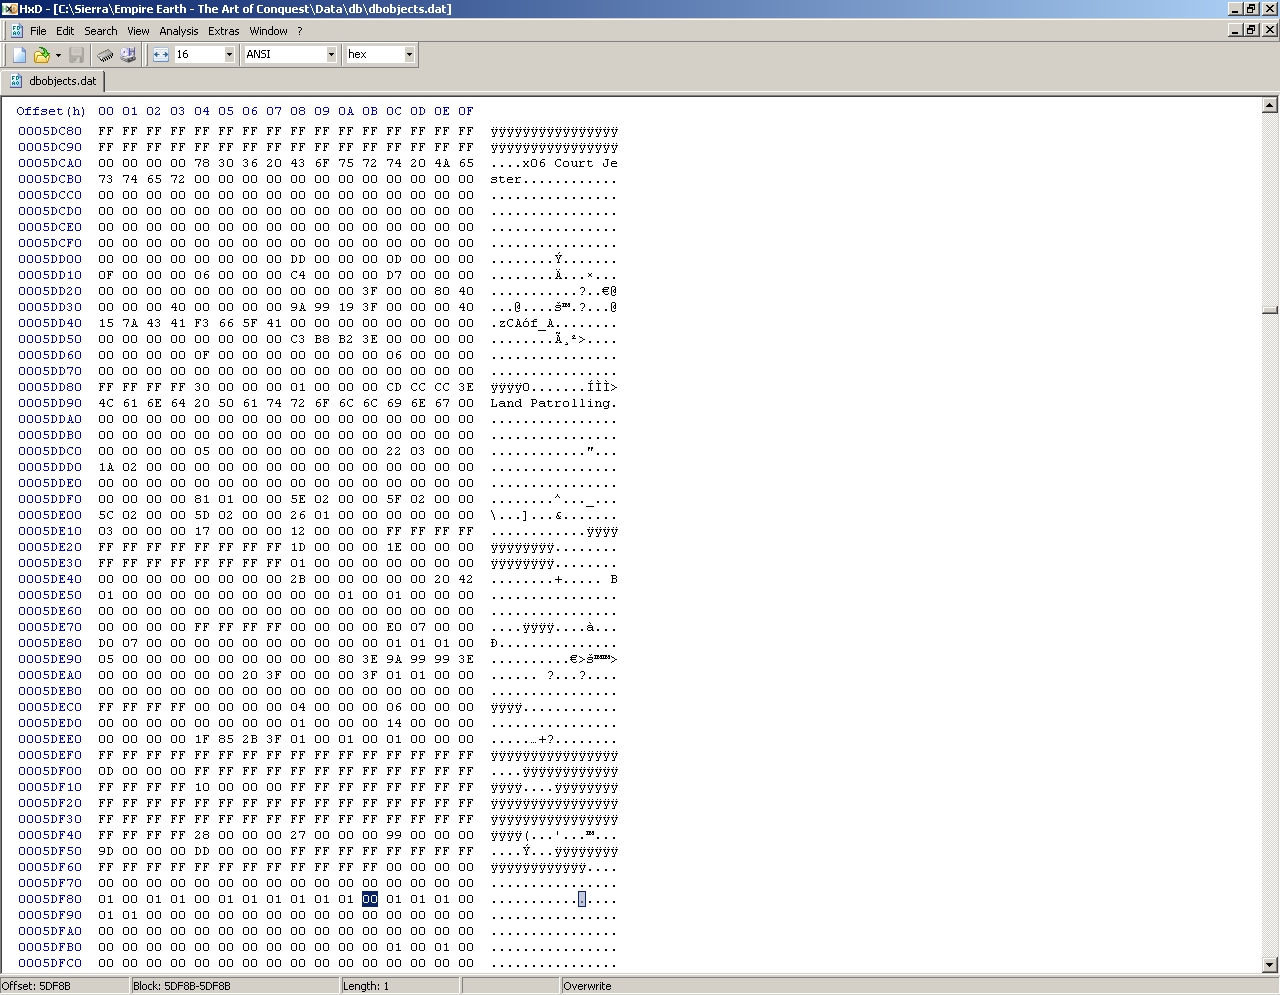 HxD - [C:\Sierra\Empire Earth - The Art of Conquest\Data\db\dbobjects.dat]
File Edit Search View Analysis Extras Window ?
16 ANSI hex
dbobjects.dat
Offset(h) 00 01 02 03 04 05 06 07 08 09 0A 0B 0C 0D 0E 0F
0005DC80 FF FF FF FF FF FF FF FF FF FF FF FF FF FF FF FF ÿÿÿÿÿÿÿÿÿÿÿÿÿÿÿÿ
0005DC90 FF FF FF FF FF FF FF FF FF FF FF FF FF FF FF FF ÿÿÿÿÿÿÿÿÿÿÿÿÿÿÿÿ
0005DCA0 00 00 00 00 78 30 36 20 43 6F 75 72 74 20 4A 65 ....x06 Court Je
0005DCB0 73 74 65 72 00 00 00 00 00 00 00 00 00 00 00 00 ster............
0005DCC0 00 00 00 00 00 00 00 00 00 00 00 00 00 00 00 00 ................
0005DCD0 00 00 00 00 00 00 00 00 00 00 00 00 00 00 00 00 ................
0005DCE0 00 00 00 00 00 00 00 00 00 00 00 00 00 00 00 00 ................
0005DCF0 00 00 00 00 00 00 00 00 00 00 00 00 00 00 00 00 ................
0005DD00 00 00 00 00 00 00 00 00 DD 00 00 00 0D 00 00 00 ........Ý.......
0005DD10 0F 00 00 00 06 00 00 00 C4 00 00 00 D7 00 00 00 ........Ä...×...
0005DD20 00 00 00 00 00 00 00 00 00 00 00 3F 00 00 80 40 ...........?..€@
0005DD30 00 00 00 40 00 00 00 00 9A 99 19 3F 00 00 00 40 ...@....š™.?...@
0005DD40 15 7A 43 41 F3 66 5F 41 00 00 00 00 00 00 00 00 .zCAóf_A........
0005DD50 00 00 00 00 00 00 00 00 C3 B8 B2 3E 00 00 00 00 ........Ã¸²>....
0005DD60 00 00 00 00 0F 00 00 00 00 00 00 00 06 00 00 00 ................
0005DD70 00 00 00 00 00 00 00 00 00 00 00 00 00 00 00 00 ................
0005DD80 FF FF FF FF 30 00 00 00 01 00 00 00 CD CC CC 3E ÿÿÿÿ0.......ÍÌÌ>
0005DD90 4C 61 6E 64 20 50 61 74 72 6F 6C 6C 69 6E 67 00 Land Patrolling.
0005DDA0 00 00 00 00 00 00 00 00 00 00 00 00 00 00 00 00 ................
0005DDB0 00 00 00 00 00 00 00 00 00 00 00 00 00 00 00 00 ................
0005DDC0 00 00 00 00 05 00 00 00 00 00 00 00 22 03 00 00 ............"...
0005DDD0 1A 02 00 00 00 00 00 00 00 00 00 00 00 00 00 00 ................
0005DDE0 00 00 00 00 00 00 00 00 00 00 00 00 00 00 00 00 ................
0005DDF0 00 00 00 00 81 01 00 00 5E 02 00 00 5F 02 00 00 ........^..._...
0005DE00 5C 02 00 00 5D 02 00 00 26 01 00 00 00 00 00 00 \...]...&.......
0005DE10 03 00 00 00 17 00 00 00 12 00 00 00 FF FF FF FF ............ÿÿÿÿ
0005DE20 FF FF FF FF FF FF FF FF 1D 00 00 00 1E 00 00 00 ÿÿÿÿÿÿÿÿ........
0005DE30 FF FF FF FF FF FF FF FF 01 00 00 00 00 00 00 00 ÿÿÿÿÿÿÿÿ........
0005DE40 00 00 00 00 00 00 00 00 2B 00 00 00 00 00 20 42 ........+..... B
0005DE50 01 00 00 00 00 00 00 00 00 00 01 00 01 00 00 00 ................
0005DE60 00 00 00 00 00 00 00 00 00 00 00 00 00 00 00 00 ................
0005DE70 00 00 00 00 FF FF FF FF 00 00 00 00 E0 07 00 00 ....ÿÿÿÿ....à...
0005DE80 D0 07 00 00 00 00 00 00 00 00 00 00 01 01 01 00 Ð...............
0005DE90 05 00 00 00 00 00 00 00 00 00 80 3E 9A 99 99 3E ..........€>š™™>
0005DEA0 00 00 00 00 00 00 20 3F 00 00 00 3F 01 01 00 00 ...... ?...?....
0005DEB0 00 00 00 00 00 00 00 00 00 00 00 00 00 00 00 00 ................
0005DEC0 FF FF FF FF 00 00 00 00 04 00 00 00 06 00 00 00 ÿÿÿÿ............
0005DED0 00 00 00 00 00 00 00 00 01 00 00 00 14 00 00 00 ................
0005DEE0 00 00 00 00 1F 85 2B 3F 01 00 01 00 01 00 00 00 .....…+?........
0005DEF0 FF FF FF FF FF FF FF FF FF FF FF FF FF FF FF FF ÿÿÿÿÿÿÿÿÿÿÿÿÿÿÿÿ
0005DF00 0D 00 00 00 FF FF FF FF FF FF FF FF FF FF FF FF ....ÿÿÿÿÿÿÿÿÿÿÿÿ
0005DF10 FF FF FF FF 10 00 00 00 FF FF FF FF FF FF FF FF ÿÿÿÿ....ÿÿÿÿÿÿÿÿ
0005DF20 FF FF FF FF FF FF FF FF FF FF FF FF FF FF FF FF ÿÿÿÿÿÿÿÿÿÿÿÿÿÿÿÿ
0005DF30 FF FF FF FF FF FF FF FF FF FF FF FF FF FF FF FF ÿÿÿÿÿÿÿÿÿÿÿÿÿÿÿÿ
0005DF40 FF FF FF FF 28 00 00 00 27 00 00 00 99 00 00 00 ÿÿÿÿ(...'...™...
0005DF50 9D 00 00 00 DD 00 00 00 FF FF FF FF FF FF FF FF ....Ý...ÿÿÿÿÿÿÿÿ
0005DF60 FF FF FF FF FF FF FF FF FF FF FF FF 00 00 00 00 ÿÿÿÿÿÿÿÿÿÿÿÿ....
0005DF70 00 00 00 00 00 00 00 00 00 00 00 00 00 00 00 00 ................
0005DF80 01 00 01 01 00 01 01 01 01 01 01 00 01 01 01 00 ................
0005DF90 01 01 00 00 00 00 00 00 00 00 00 00 00 00 00 00 ................
0005DFA0 00 00 00 00 00 00 00 00 00 00 00 00 00 00 00 00 ................
0005DFB0 00 00 00 00 00 00 00 00 00 00 00 00 01 00 01 00 ................
0005DFC0 00 00 00 00 00 00 00 00 00 00 00 00 00 00 00 00 ................
Offset: 5DF8B Block: 5DF8B-5DF8B Length: 1 Overwrite